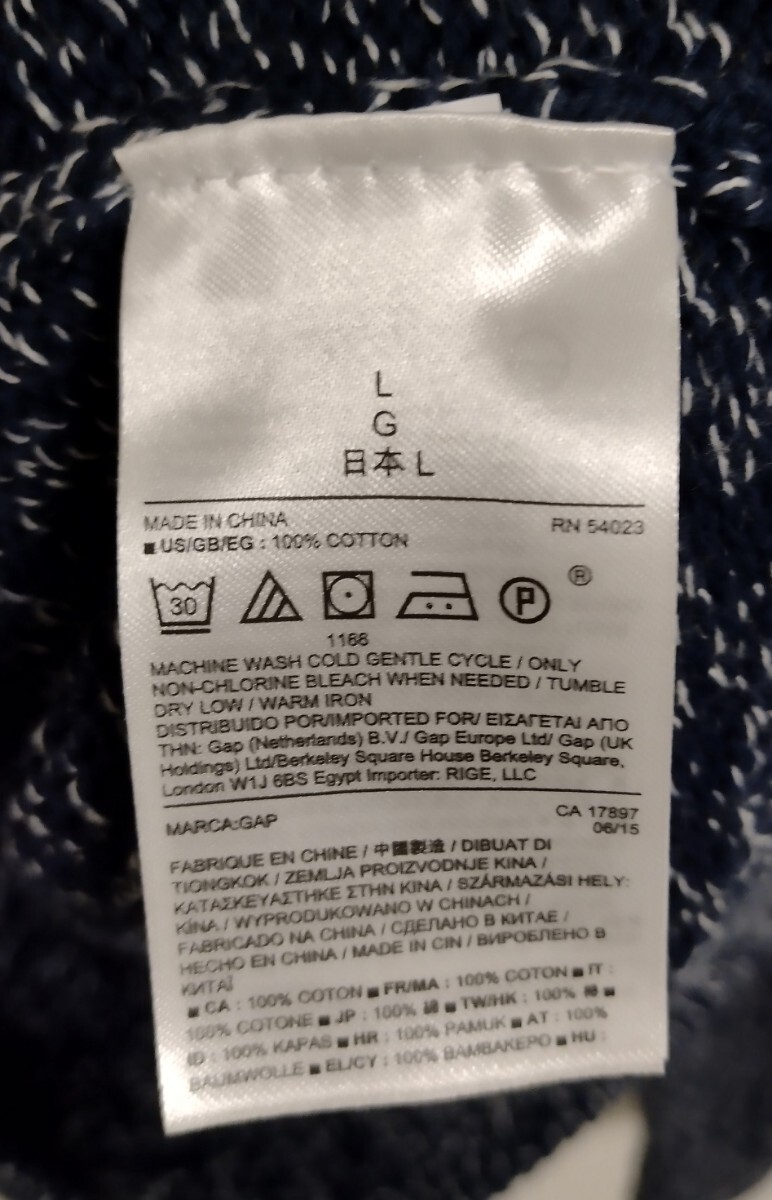 L
G
日本 L
MADE IN CHINA RN 54023
■ US/GB/EG : 100% COTTON
30 P ®
1166
MACHINE WASH COLD GENTLE CYCLE / ONLY
NON-CHLORINE BLEACH WHEN NEEDED / TUMBLE
DRY LOW / WARM IRON
DISTRIBUIDO POR/IMPORTED FOR/ ΕΙΣΑΓΕΤΑΙ ΑΠΟ
ΤΗΝ: Gap (Netherlands) B.V./ Gap Europe Ltd/ Gap (UK
Holdings) Ltd/Berkeley Square House Berkeley Square,
London W1J 6BS Egypt Importer: RIGE, LLC
MARCA:GAP CA 17897
06/15
FABRIQUE EN CHINE / 中國製造 / DIBUAT DI
TIONGKOK / ZEMLJA PROIZVODNJE KINA /
ΚΑΤΑΣΚΕΥΑΣΤΗΚΕ ΣΤΗΝ ΚΙΝΑ / SZÁRMAZÁSI HELY:
KÍNA / WYPRODUKOWANO W CHINACH /
FABRICADO NA CHINA / СДЕЛАНО В КИТАЕ /
HECHO EN CHINA / MADE IN CIN / ВИРОБЛЕНО В
КИТАЇ
■ CA : 100% COTON ■ FR/MA : 100% COTON ■ IT :
100% COTONE ■ JP : 100% 綿 ■ TW/HK : 100% 棉 ■
ID : 100% KAPAS ■ HR : 100% PAMUK ■ AT : 100%
BAUMWOLLE ■ EL/CY : 100% ΒΑΜΒΑΚΕΡΟ ■ HU :